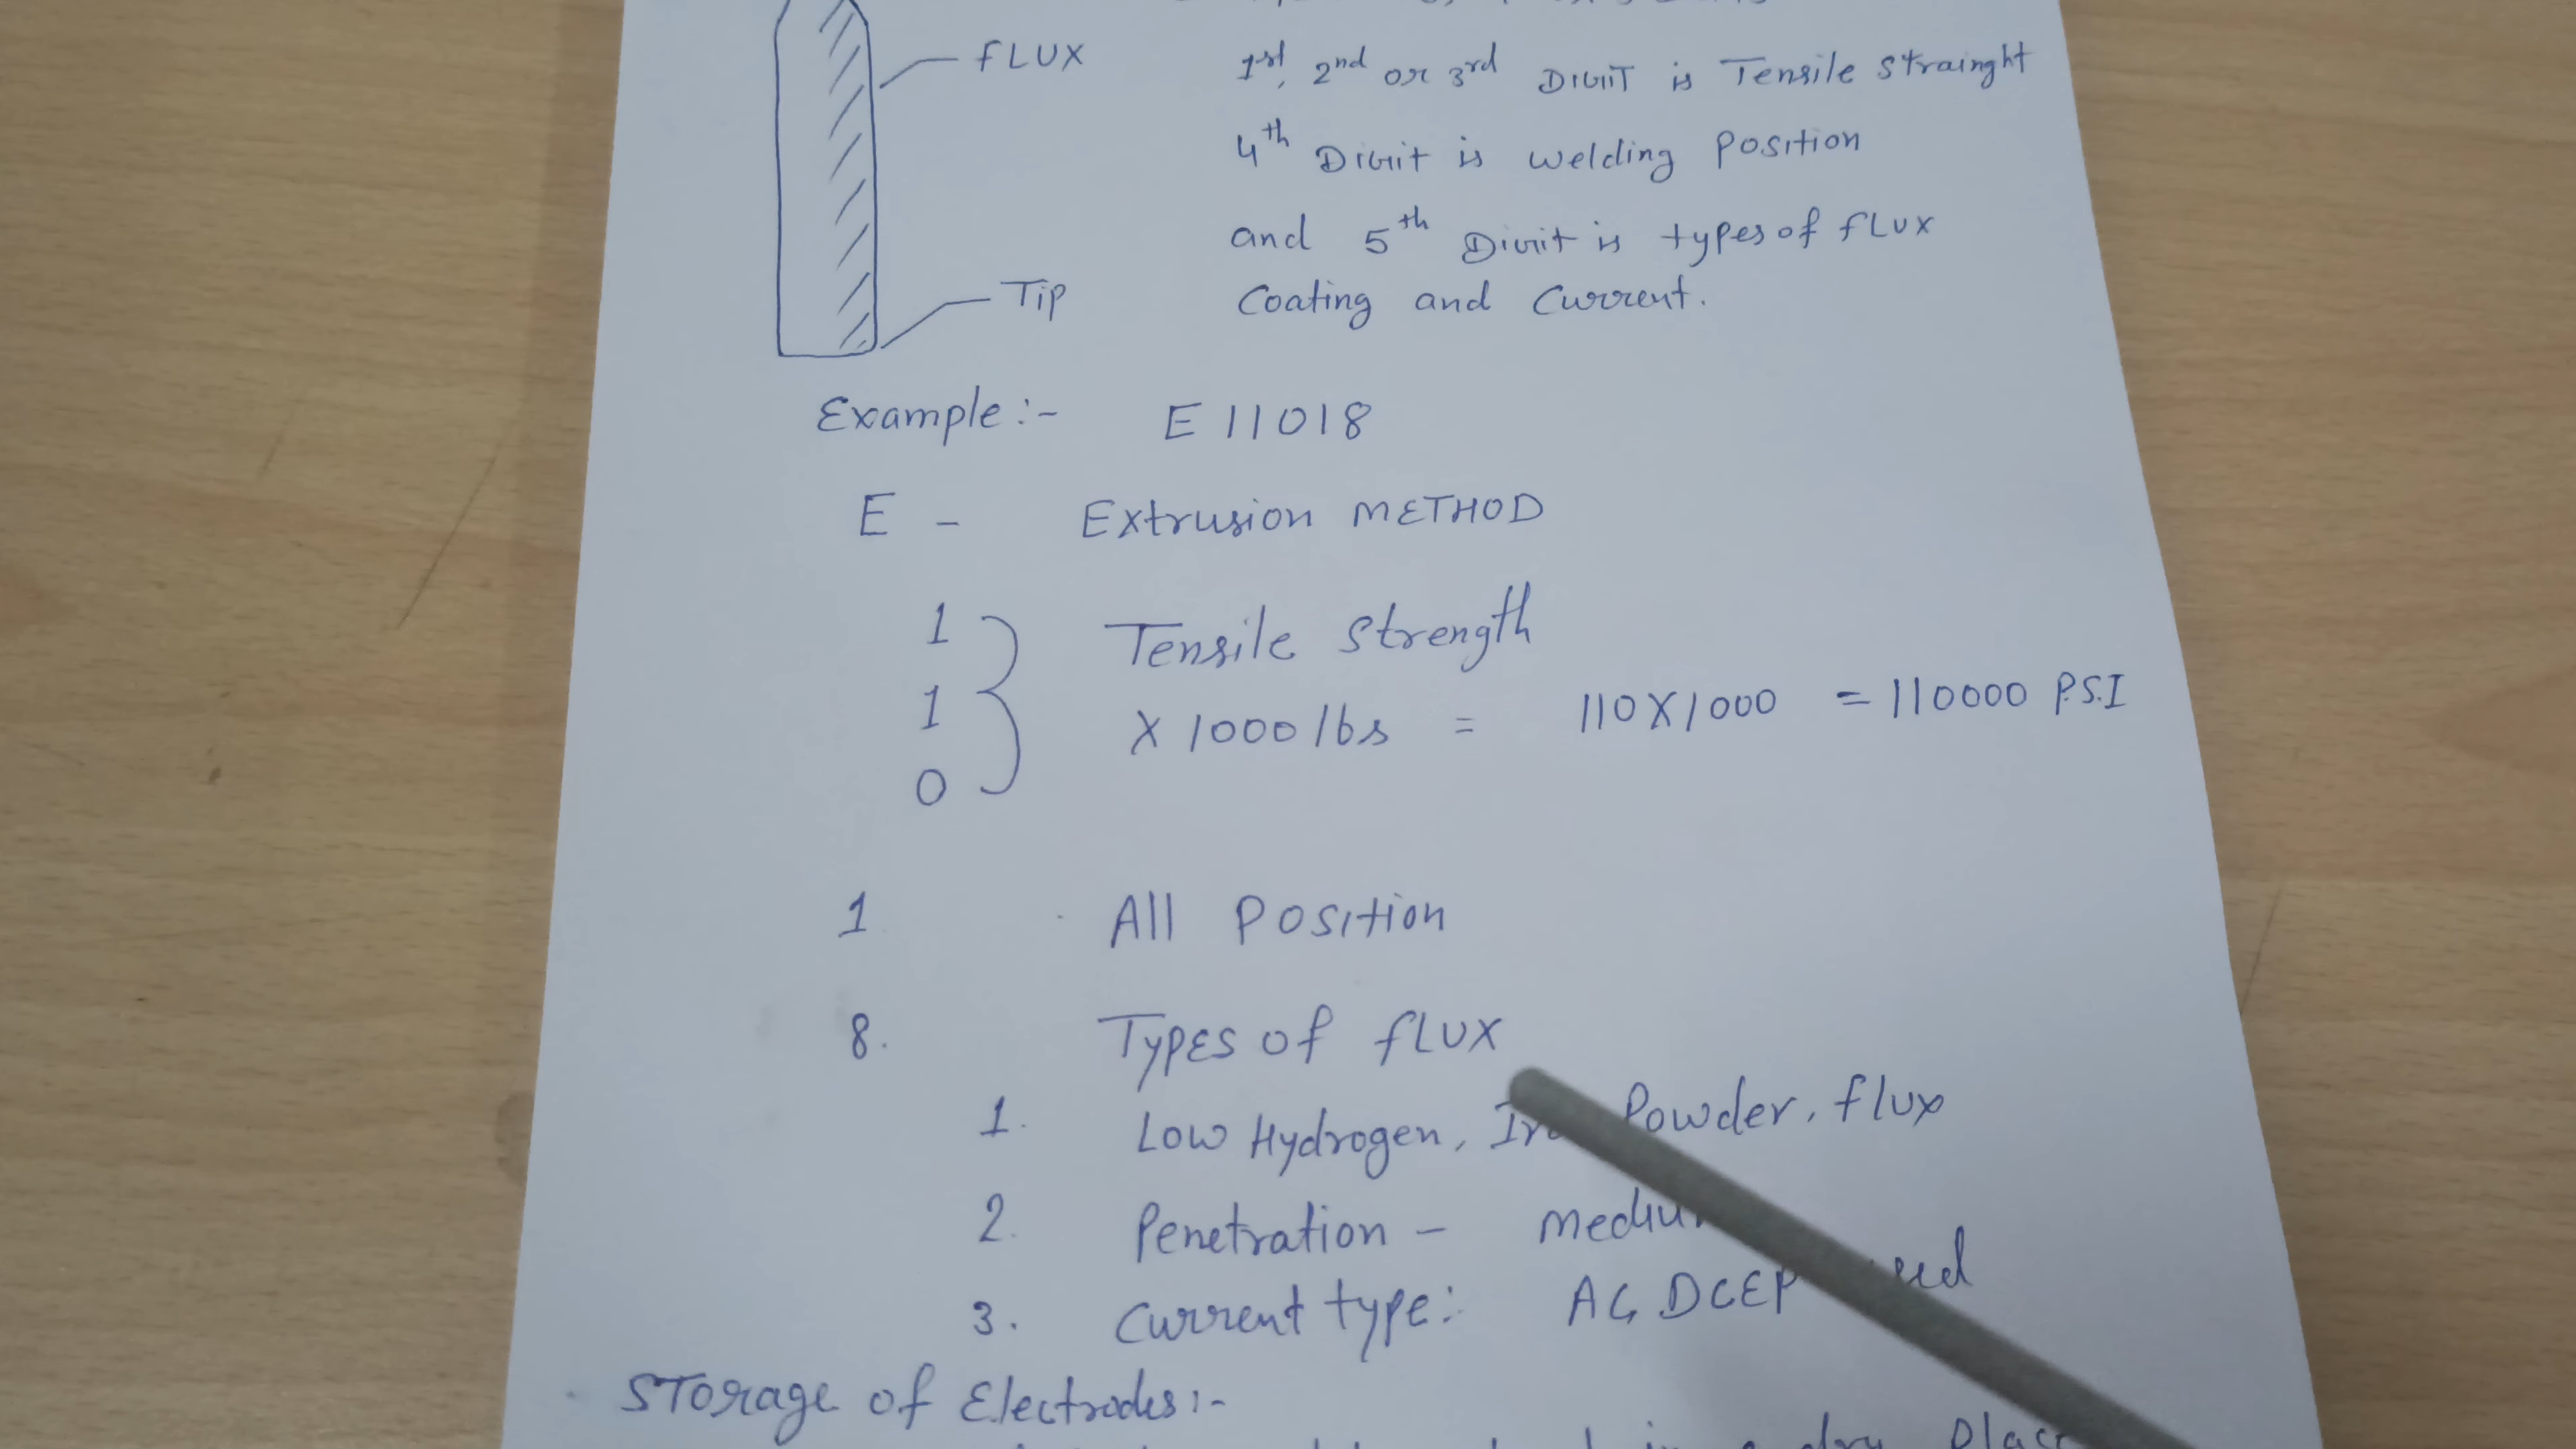 FLUX
1st, 2nd or 3rd DIGIT is Tensile Strainght
4th Digit is welding Position
and 5th Digit is types of FLUX
Tip
Coating and Current.
Example :- E 11018
E - Extrusion METHOD
1 Tensile Strength
1 X 1000 lbs = 110X1000 = 110000 P.S.I
0
1 All Position
8. Types of FLUX
1. Low Hydrogen, Powder, flux
2. Penetration -
3. Current type: AC, DCEP
STorage of Electrodes :-